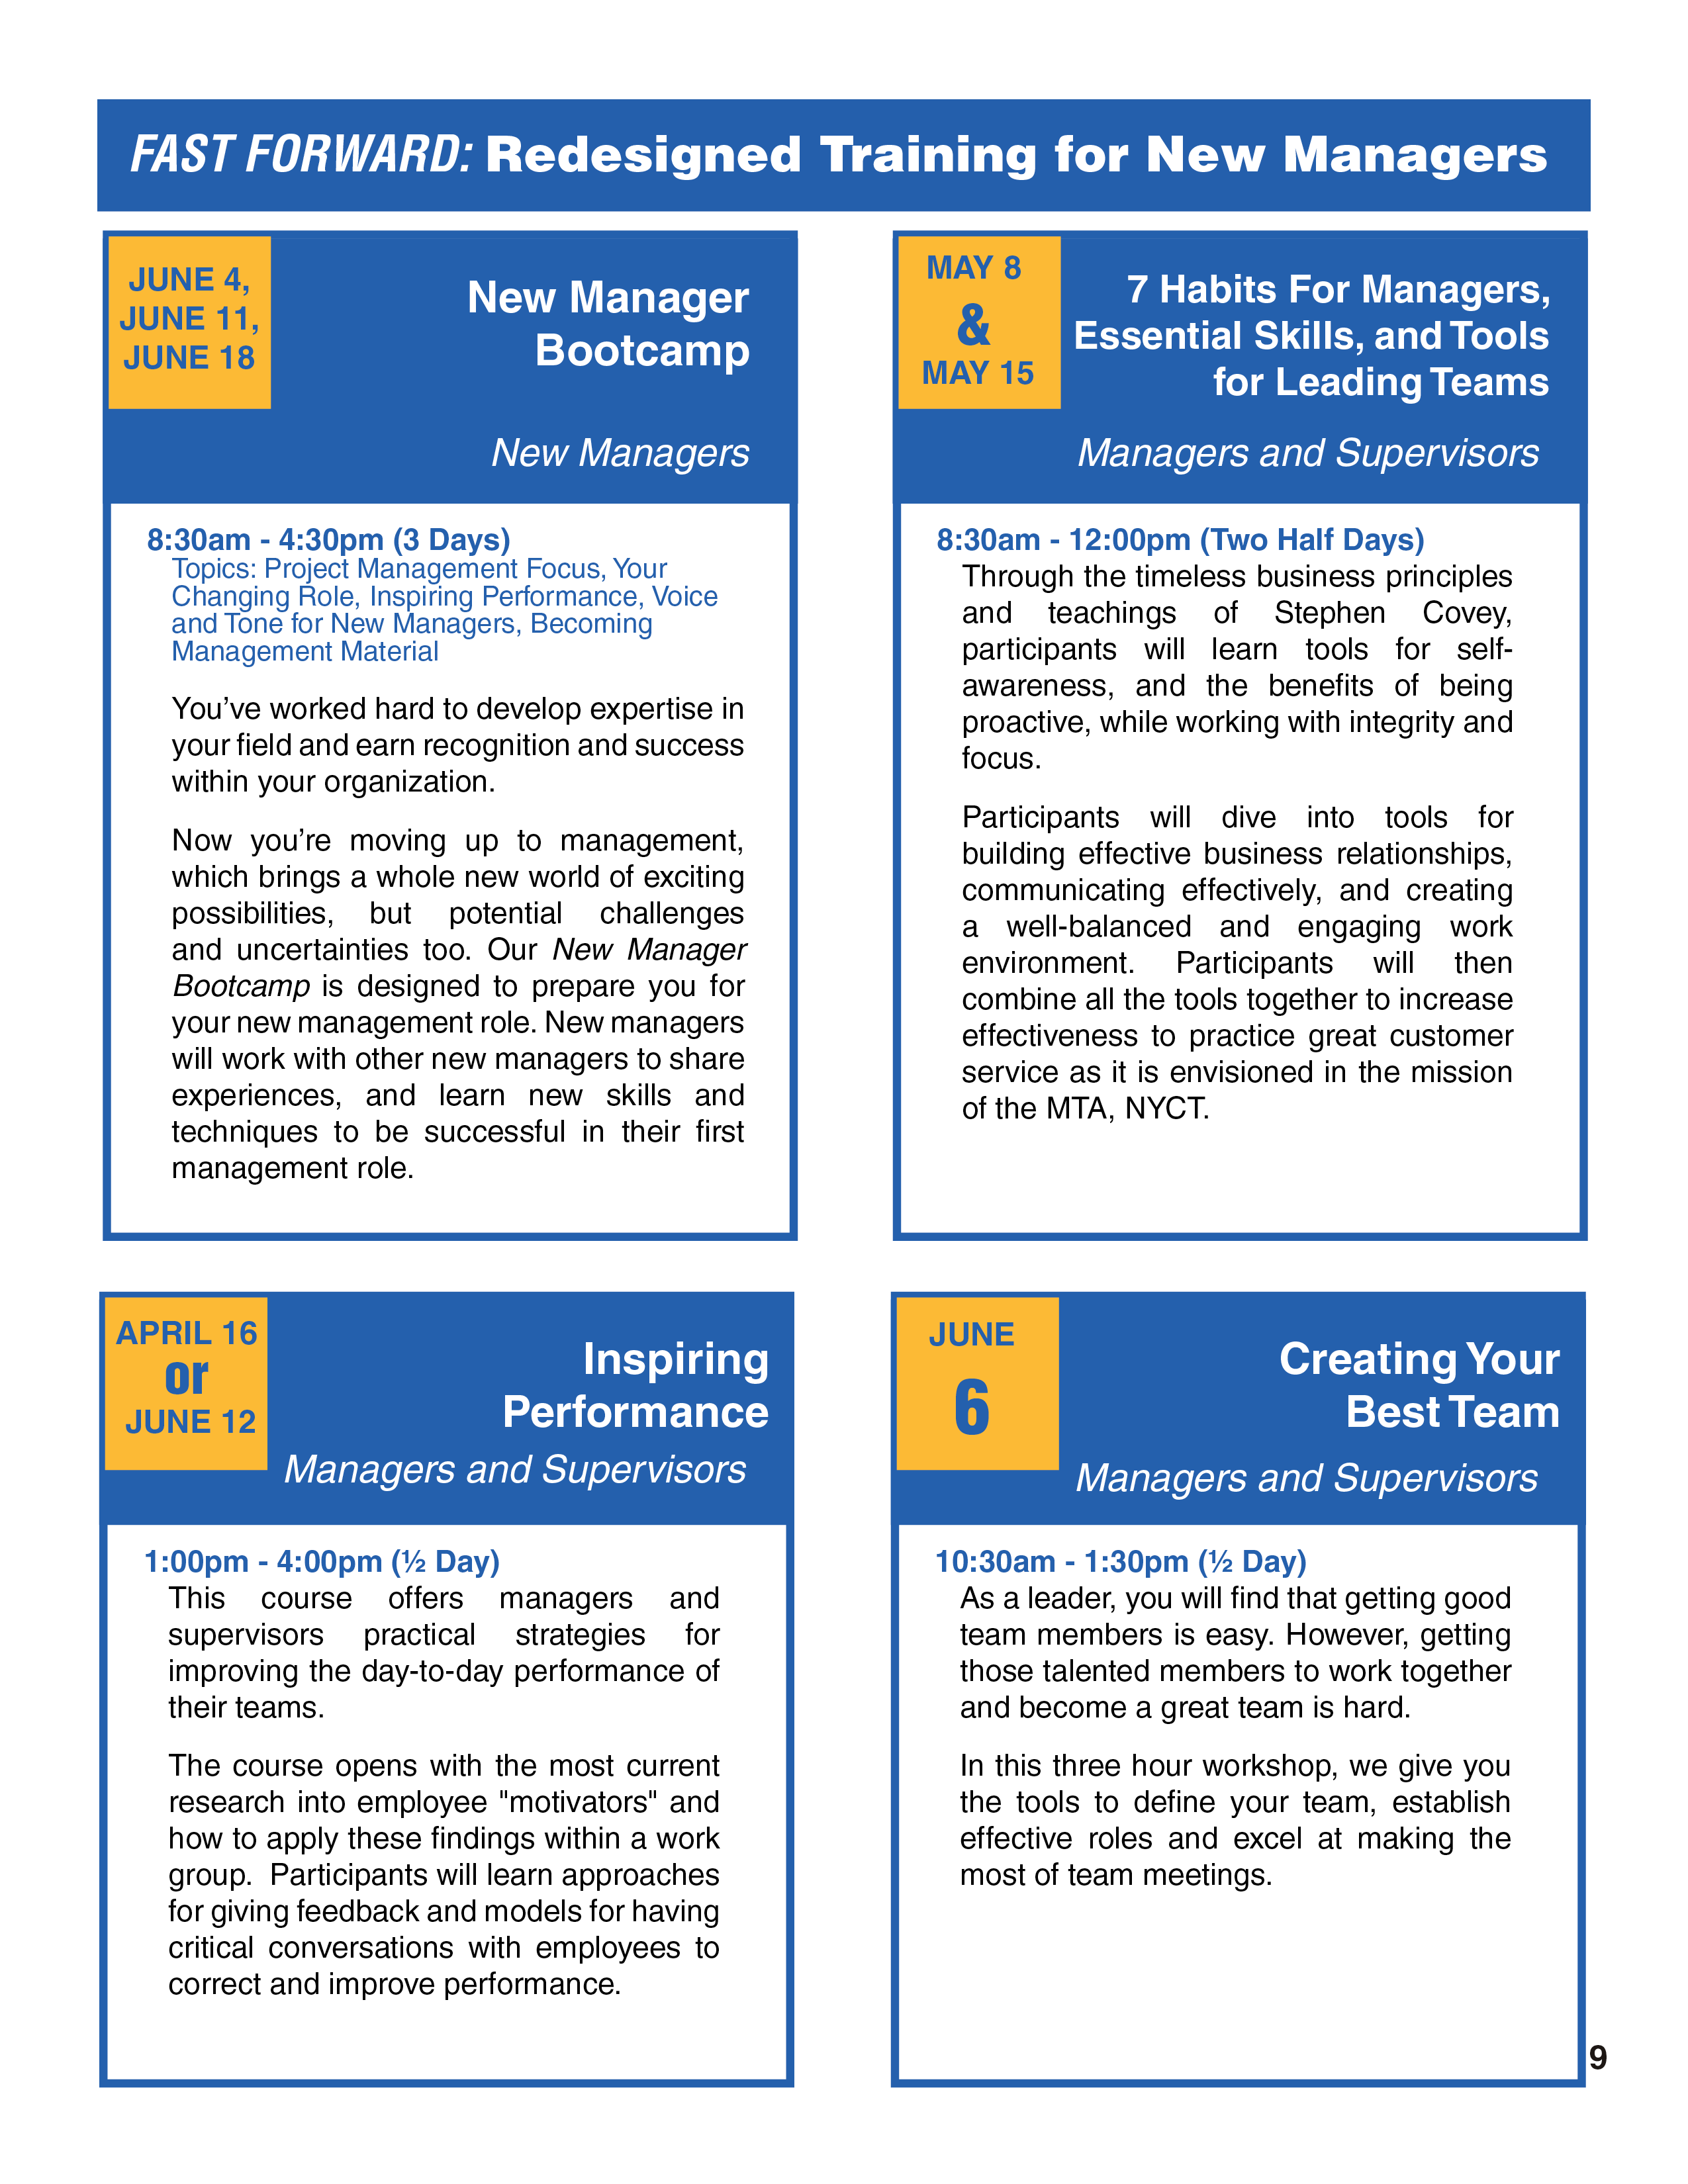 FAST FORWARD: Redesigned Training for New Managers
JUNE 4,
JUNE 11,
JUNE 18
New Manager
Bootcamp
New Managers
8:30am - 4:30pm (3 Days)
Topics: Project Management Focus, Your
Changing Role, Inspiring Performance, Voice
and Tone for New Managers, Becoming
Management Material
You’ve worked hard to develop expertise in
your field and earn recognition and success
within your organization.
Now you’re moving up to management,
which brings a whole new world of exciting
possibilities, but potential challenges
and uncertainties too. Our New Manager
Bootcamp is designed to prepare you for
your new management role. New managers
will work with other new managers to share
experiences, and learn new skills and
techniques to be successful in their first
management role.
MAY 8
&
MAY 15
7 Habits For Managers,
Essential Skills, and Tools
for Leading Teams
Managers and Supervisors
8:30am - 12:00pm (Two Half Days)
Through the timeless business principles
and teachings of Stephen Covey,
participants will learn tools for self-
awareness, and the benefits of being
proactive, while working with integrity and
focus.
Participants will dive into tools for
building effective business relationships,
communicating effectively, and creating
a well-balanced and engaging work
environment. Participants will then
combine all the tools together to increase
effectiveness to practice great customer
service as it is envisioned in the mission
of the MTA, NYCT.
APRIL 16
or
JUNE 12
Inspiring
Performance
Managers and Supervisors
1:00pm - 4:00pm (½ Day)
This course offers managers and
supervisors practical strategies for
improving the day-to-day performance of
their teams.
The course opens with the most current
research into employee "motivators" and
how to apply these findings within a work
group. Participants will learn approaches
for giving feedback and models for having
critical conversations with employees to
correct and improve performance.
JUNE
6
Creating Your
Best Team
Managers and Supervisors
10:30am - 1:30pm (½ Day)
As a leader, you will find that getting good
team members is easy. However, getting
those talented members to work together
and become a great team is hard.
In this three hour workshop, we give you
the tools to define your team, establish
effective roles and excel at making the
most of team meetings.
9